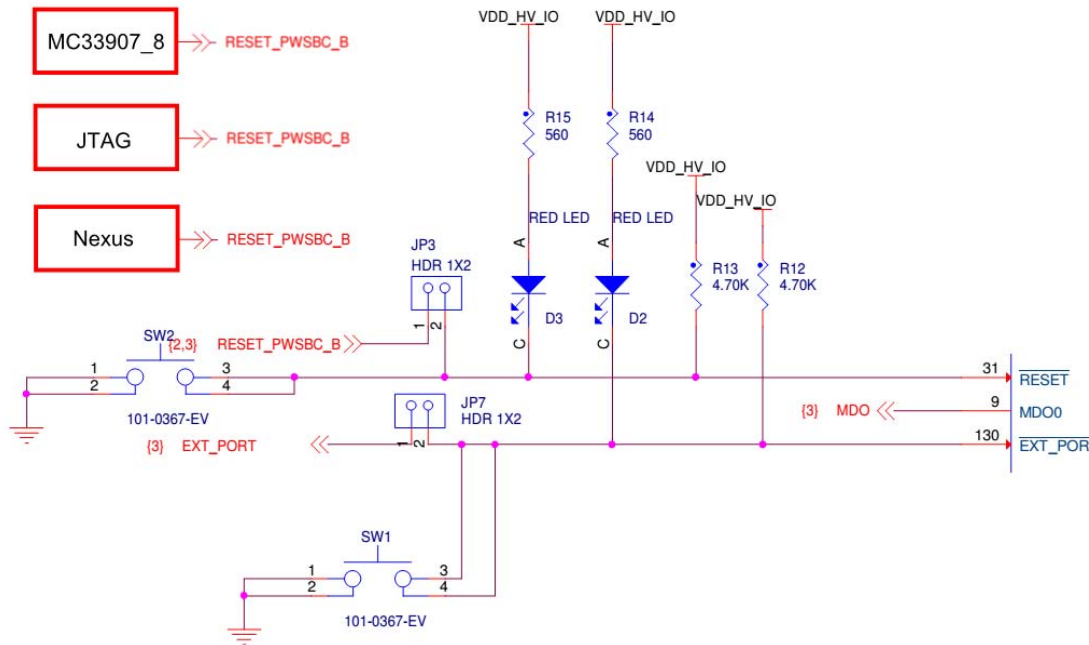 MC33907_8
RESET_PWSBC_B
JTAG
RESET_PWSBC_B
Nexus
RESET_PWSBC_B
VDD_HV_IO
VDD_HV_IO
R15
560
R14
560
VDD_HV_IO
VDD_HV_IO
RED LED
RED LED
A
A
JP3
HDR 1X2
R13
4.70K
R12
4.70K
D3
D2
C
C
1
2
SW2
{2,3} RESET_PWSBC_B
1
2
3
4
101-0367-EV
31
RESET
{3} MDO
9
MDO0
JP7
HDR 1X2
1
2
{3} EXT_PORT
130
EXT_POR
SW1
1
2
3
4
101-0367-EV